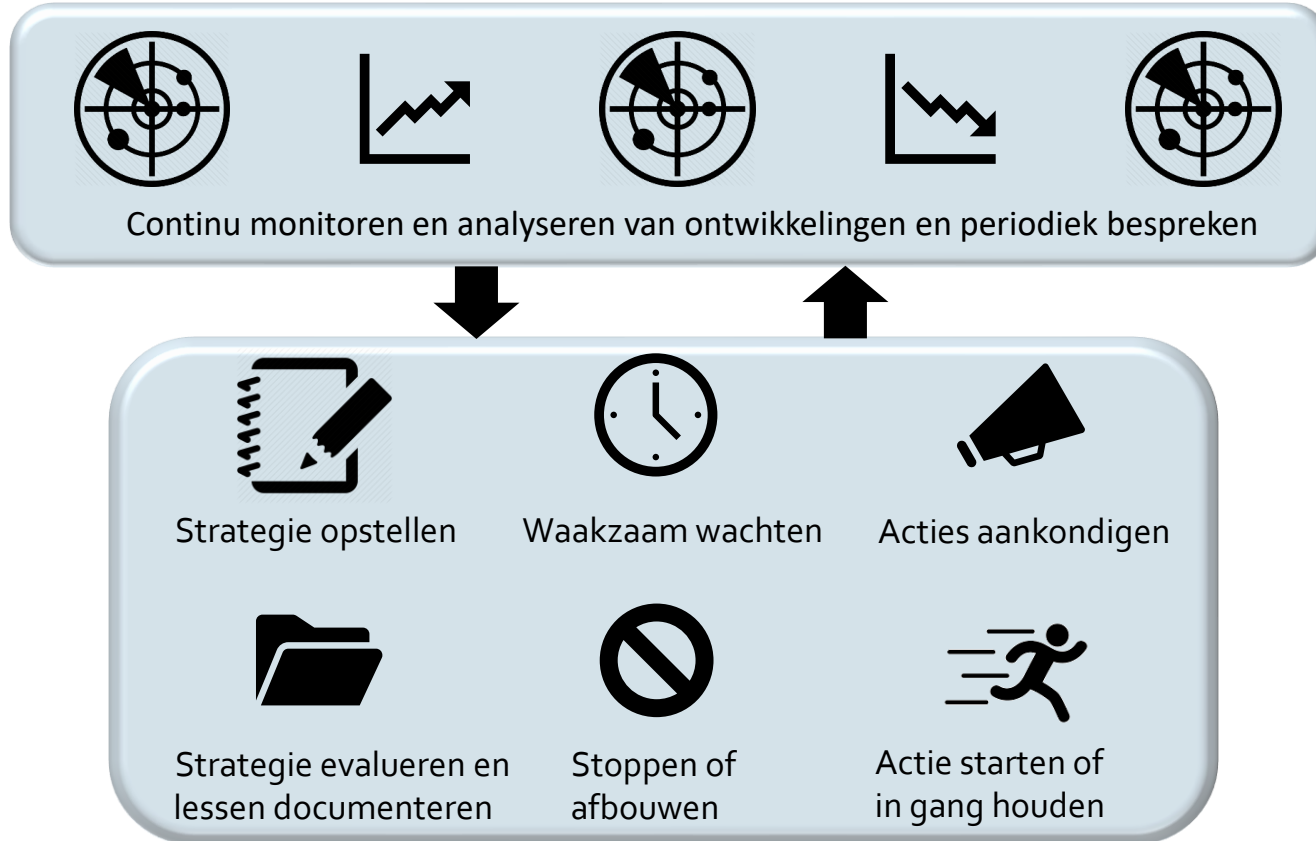 Continu monitoren en analyseren van ontwikkelingen en periodiek bespreken
Strategie opstellen
Waakzaam wachten
Acties aankondigen
Strategie evalueren en
lessen documenteren
Stoppen of
afbouwen
Actie starten of
in gang houden